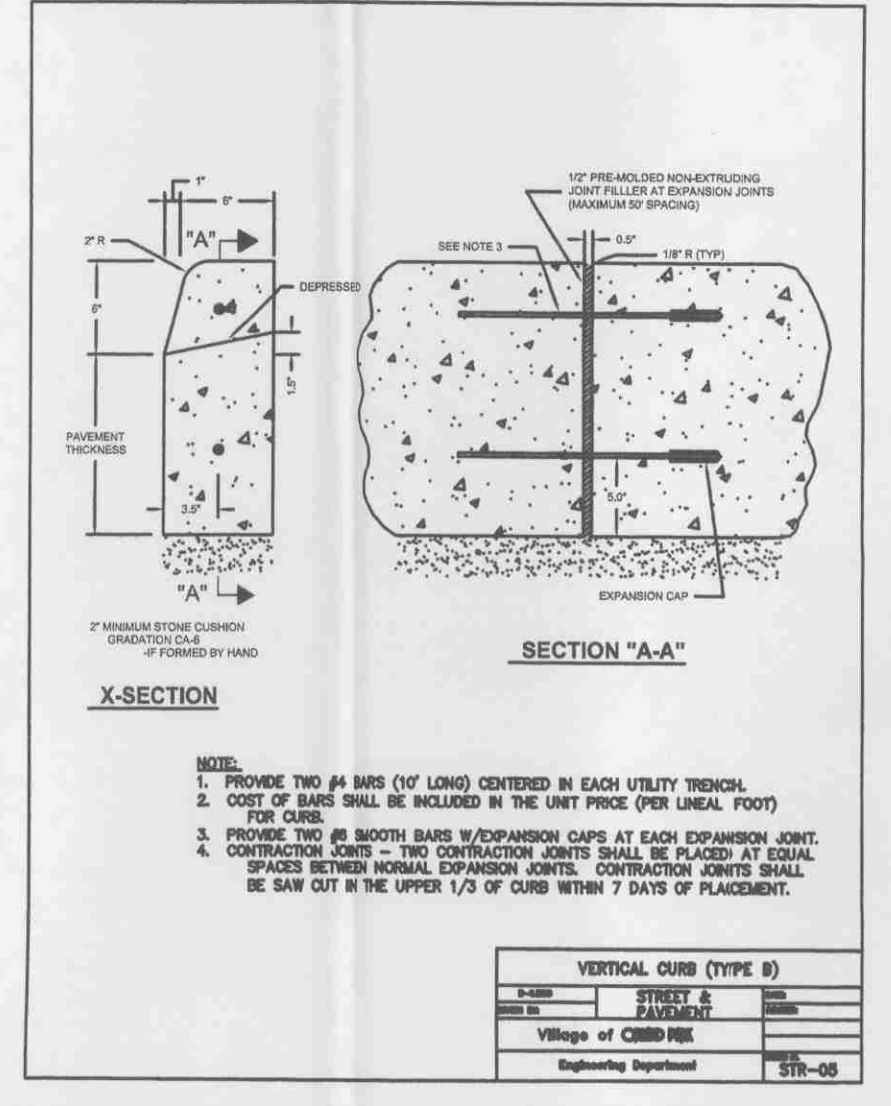 1"
6"
"A"
2" R
DEPRESSED
6"
1.5"
PAVEMENT
THICKNESS
3.5"
"A"
2" MINIMUM STONE CUSHION
GRADATION CA-6
-IF FORMED BY HAND
X-SECTION
1/2" PRE-MOLDED NON-EXTRUDING
JOINT FILLLER AT EXPANSION JOINTS
(MAXIMUM 50' SPACING)
SEE NOTE 3
0.5"
1/8" R (TYP)
5.0"
EXPANSION CAP
SECTION "A-A"
NOTE:
1. PROVIDE TWO #4 BARS (10' LONG) CENTERED IN EACH UTILITY TRENCH.
2. COST OF BARS SHALL BE INCLUDED IN THE UNIT PRICE (PER LINEAL FOOT)
FOR CURB.
3. PROVIDE TWO SMOOTH BARS W/EXPANSION CAPS AT EACH EXPANSION JOINT.
4. CONTRACTION JOINTS – TWO CONTRACTION JOINTS SHALL BE PLACED AT EQUAL
SPACES BETWEEN NORMAL EXPANSION JOINTS. CONTRACTION JOINTS SHALL
BE SAW CUT IN THE UPPER 1/3 OF CURB WITHIN 7 DAYS OF PLACEMENT.
VERTICAL CURB (TYPE B)
STREET &
PAVEMENT
Village of
Engineering Department
STR-05